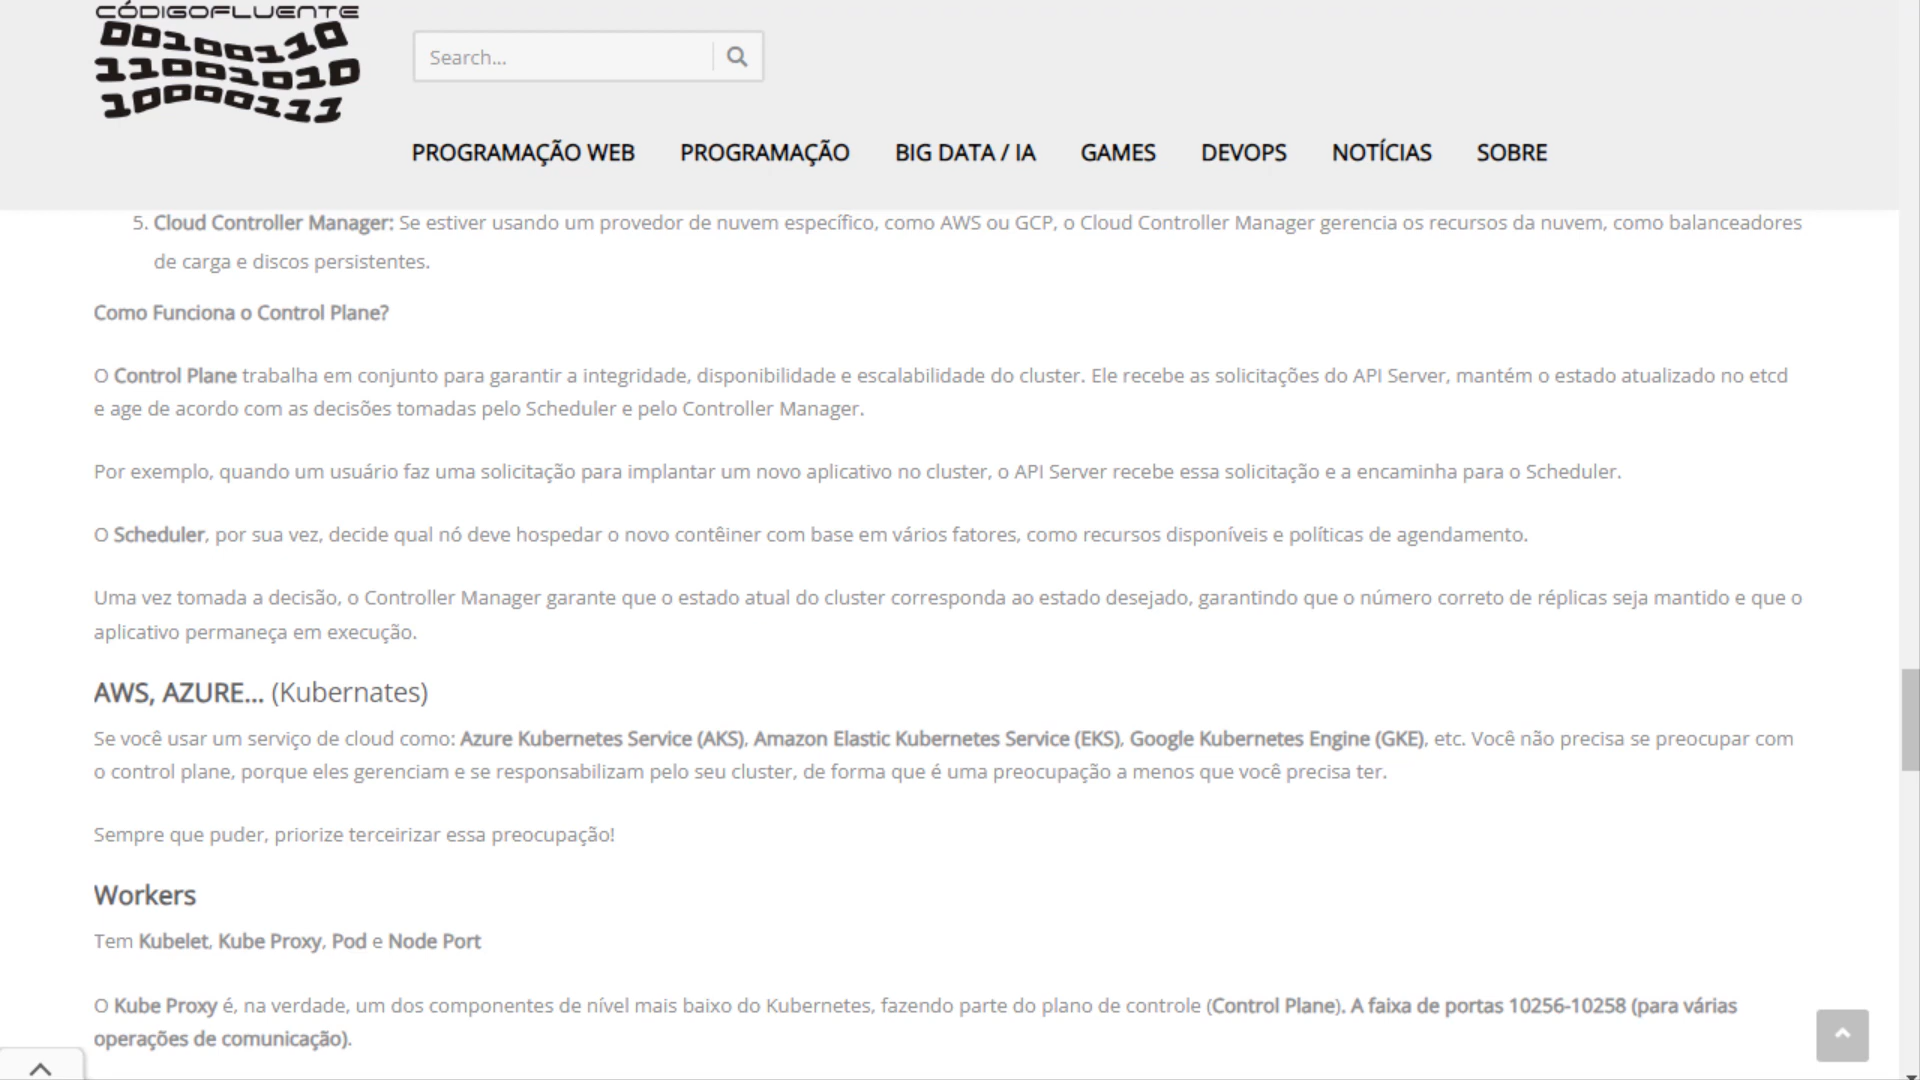 CÓDIGOFLUENTE
00100110
11001010
10000111
Search...
PROGRAMAÇÃO WEB PROGRAMAÇÃO BIG DATA / IA GAMES DEVOPS NOTÍCIAS SOBRE
5. Cloud Controller Manager: Se estiver usando um provedor de nuvem específico, como AWS ou GCP, o Cloud Controller Manager gerencia os recursos da nuvem, como balanceadores
de carga e discos persistentes.
Como Funciona o Control Plane?
O Control Plane trabalha em conjunto para garantir a integridade, disponibilidade e escalabilidade do cluster. Ele recebe as solicitações do API Server, mantém o estado atualizado no etcd
e age de acordo com as decisões tomadas pelo Scheduler e pelo Controller Manager.
Por exemplo, quando um usuário faz uma solicitação para implantar um novo aplicativo no cluster, o API Server recebe essa solicitação e a encaminha para o Scheduler.
O Scheduler, por sua vez, decide qual nó deve hospedar o novo contêiner com base em vários fatores, como recursos disponíveis e políticas de agendamento.
Uma vez tomada a decisão, o Controller Manager garante que o estado atual do cluster corresponda ao estado desejado, garantindo que o número correto de réplicas seja mantido e que o
aplicativo permaneça em execução.
AWS, AZURE... (Kubernates)
Se você usar um serviço de cloud como: Azure Kubernetes Service (AKS), Amazon Elastic Kubernetes Service (EKS), Google Kubernetes Engine (GKE), etc. Você não precisa se preocupar com
o control plane, porque eles gerenciam e se responsabilizam pelo seu cluster, de forma que é uma preocupação a menos que você precisa ter.
Sempre que puder, priorize terceirizar essa preocupação!
Workers
Tem Kubelet, Kube Proxy, Pod e Node Port
O Kube Proxy é, na verdade, um dos componentes de nível mais baixo do Kubernetes, fazendo parte do plano de controle (Control Plane). A faixa de portas 10256-10258 (para várias
operações de comunicação).